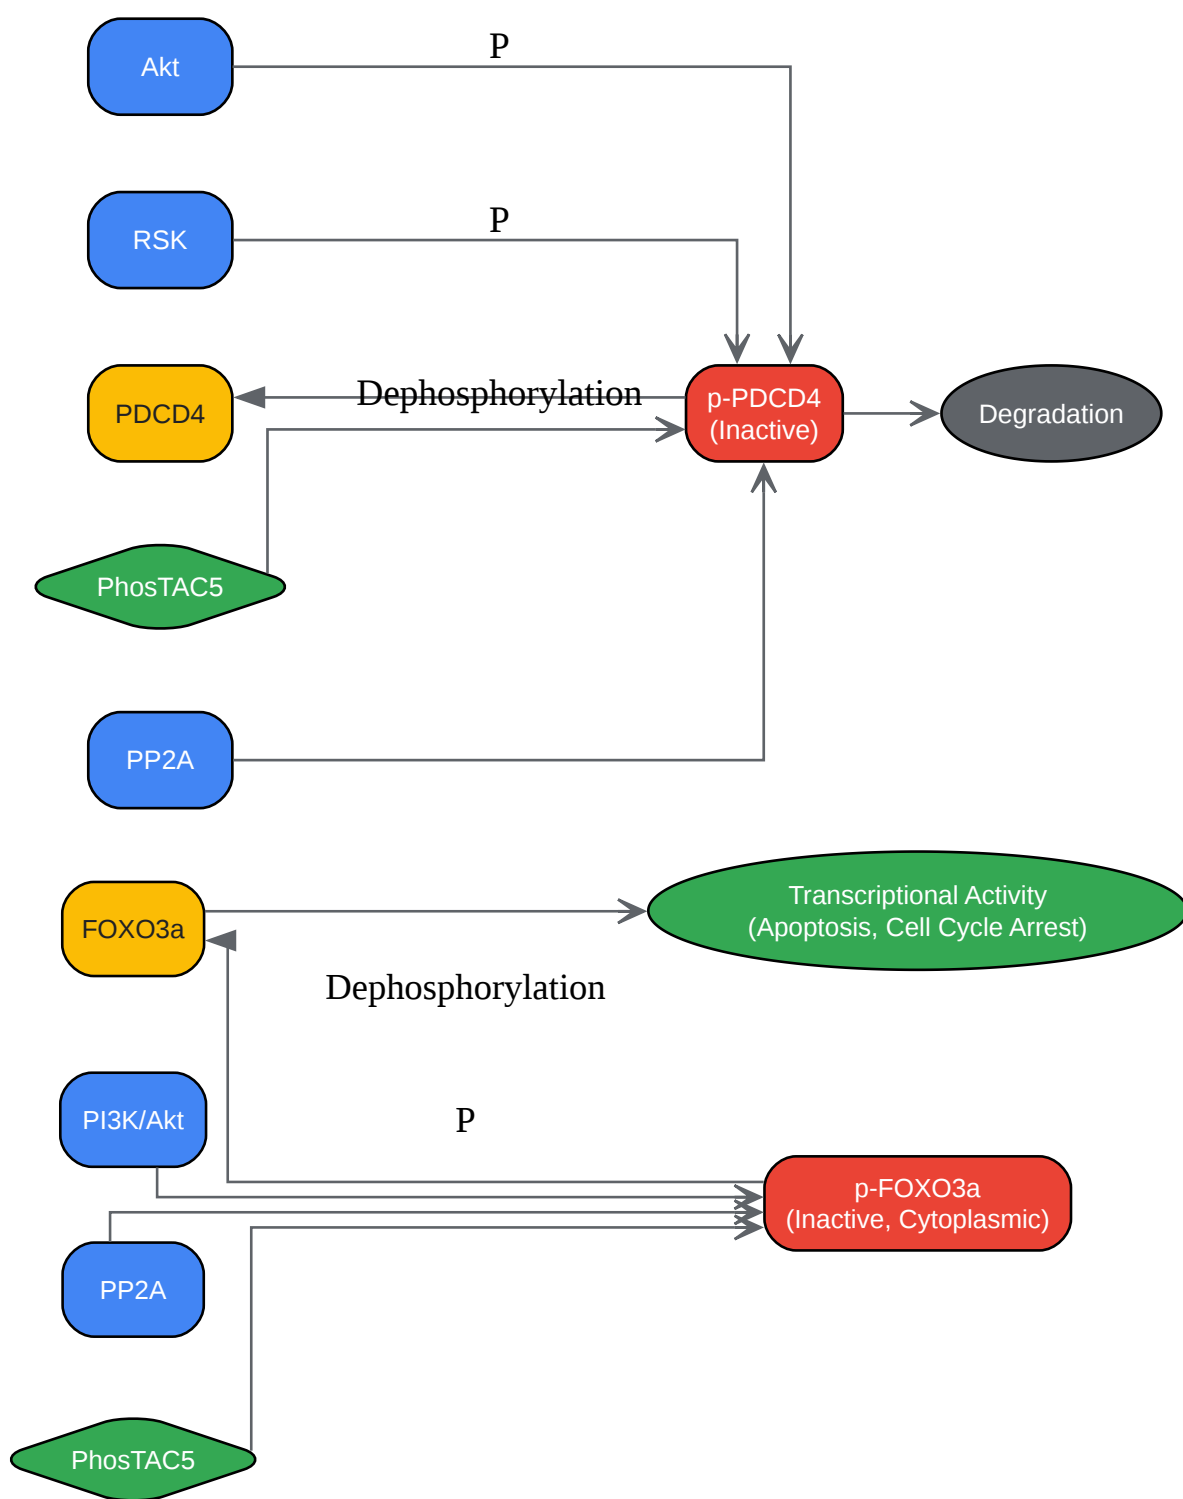 Akt
P
RSK
P
PDCD4
Dephosphorylation
p-PDCD4
(Inactive)
Degradation
PhosTAC5
PP2A
Transcriptional Activity
(Apoptosis, Cell Cycle Arrest)
FOXO3a
Dephosphorylation
PI3K/Akt
P
p-FOXO3a
(Inactive, Cytoplasmic)
PP2A
PhosTAC5